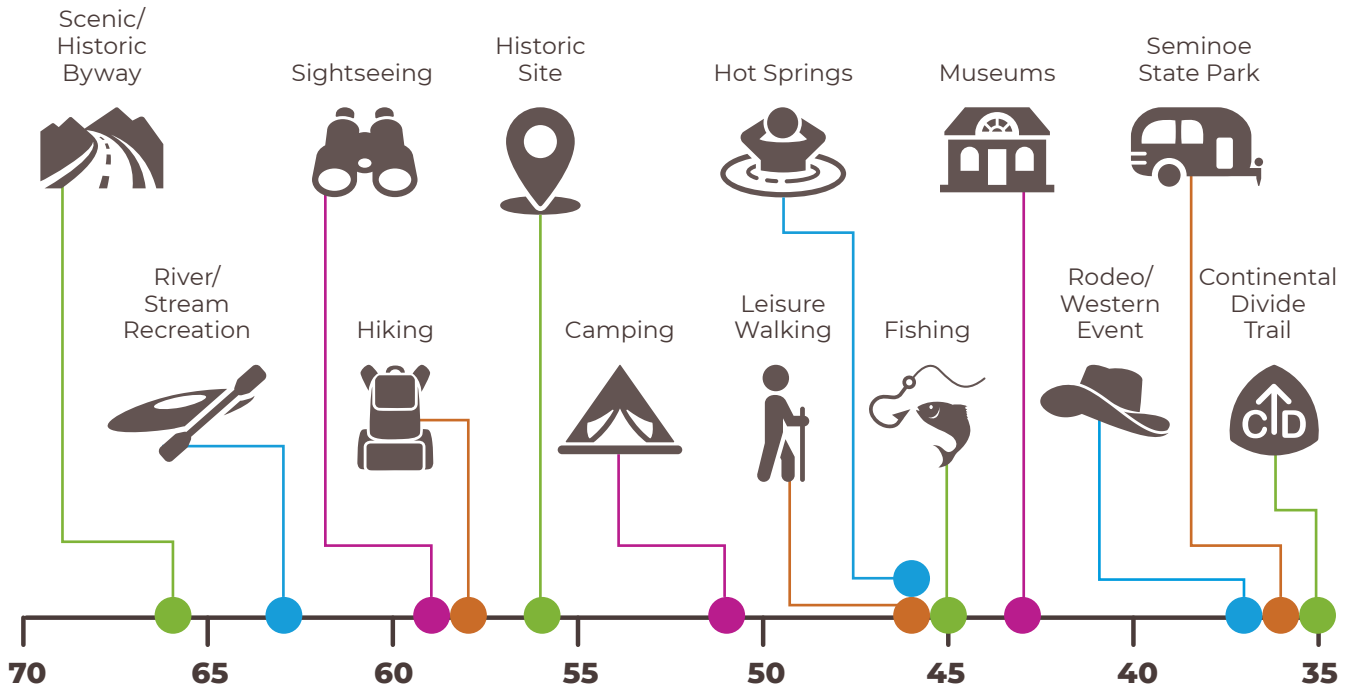 Scenic/
Historic
Byway
Sightseeing
Historic
Site
Hot Springs
Museums
Seminoe
State Park
River/
Stream
Recreation
Hiking
Camping
Leisure
Walking
Fishing
Rodeo/
Western
Event
Continental
Divide
Trail
CD
70
65
60
55
50
45
40
35